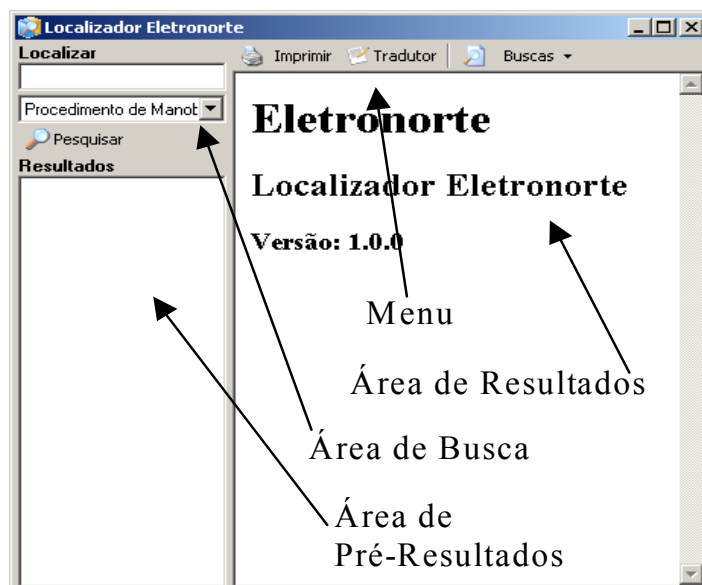 Localizador Eletronorte
Localizar
Imprimir Tradutor Buscas
Procedimento de Manob
Pesquisar
Resultados
Eletronorte
Localizador Eletronorte
Versão: 1.0.0
Menu
Área de Resultados
Área de Busca
Área de
Pré-Resultados